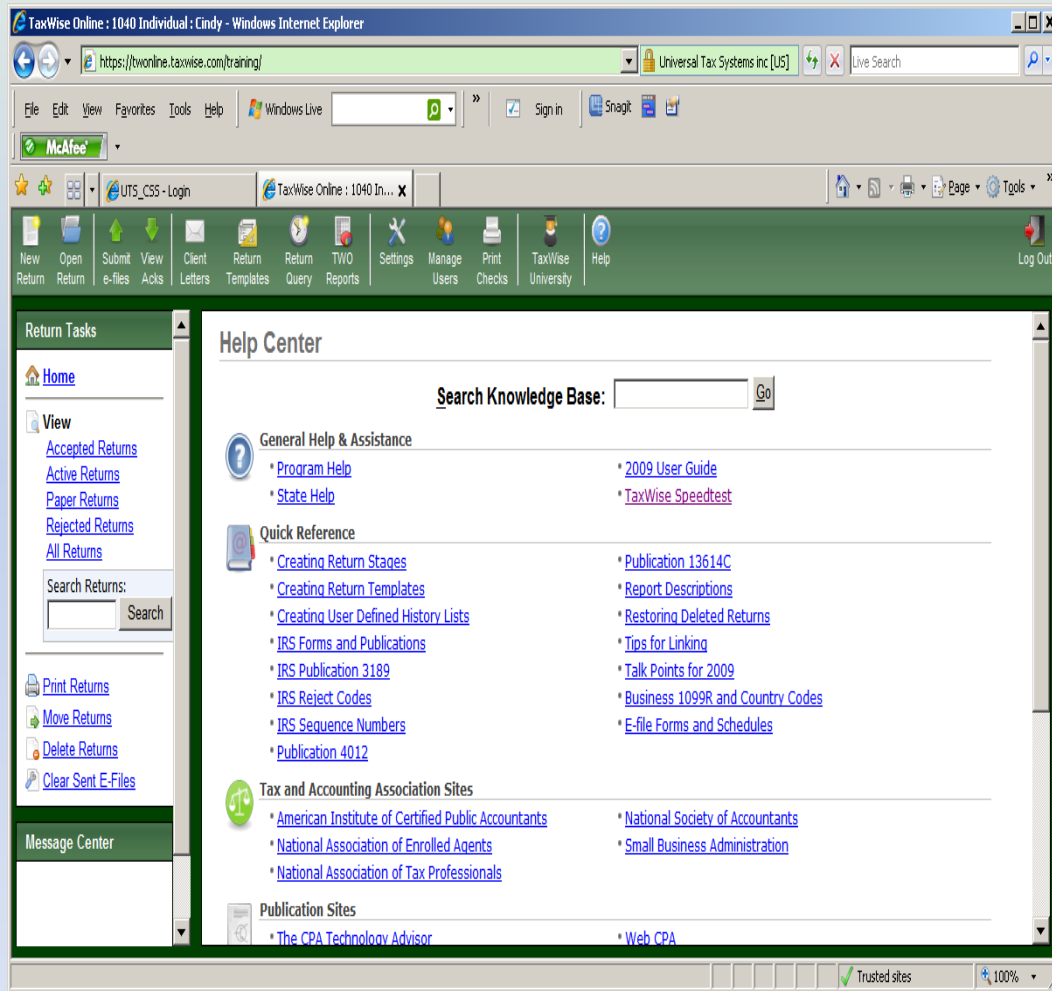 TaxWise Online : 1040 Individual : Cindy - Windows Internet Explorer
https://twonline.taxwise.com/training/
Universal Tax Systems inc [US]
Live Search
File Edit View Favorites Tools Help
Windows Live
»
Sign in
Snagit
McAfee
UTS_CSS - Login
TaxWise Online : 1040 In... X
Page
Tools
»
New Return
Open Return
Submit e-files
View Acks
Client Letters
Return Templates
Return Query
TWO Reports
Settings
Manage Users
Print Checks
TaxWise University
Help
Log Out
Return Tasks
Home
View
Accepted Returns
Active Returns
Paper Returns
Rejected Returns
All Returns
Search Returns:
Search
Print Returns
Move Returns
Delete Returns
Clear Sent E-Files
Message Center
Help Center
Search Knowledge Base:
Go
General Help & Assistance
• Program Help
• 2009 User Guide
• State Help
• TaxWise Speedtest
Quick Reference
• Creating Return Stages
• Publication 13614C
• Creating Return Templates
• Report Descriptions
• Creating User Defined History Lists
• Restoring Deleted Returns
• IRS Forms and Publications
• Tips for Linking
• IRS Publication 3189
• Talk Points for 2009
• IRS Reject Codes
• Business 1099R and Country Codes
• IRS Sequence Numbers
• E-file Forms and Schedules
• Publication 4012
Tax and Accounting Association Sites
• American Institute of Certified Public Accountants
• National Society of Accountants
• National Association of Enrolled Agents
• Small Business Administration
• National Association of Tax Professionals
Publication Sites
• The CPA Technology Advisor
• Web CPA
Trusted sites
100%